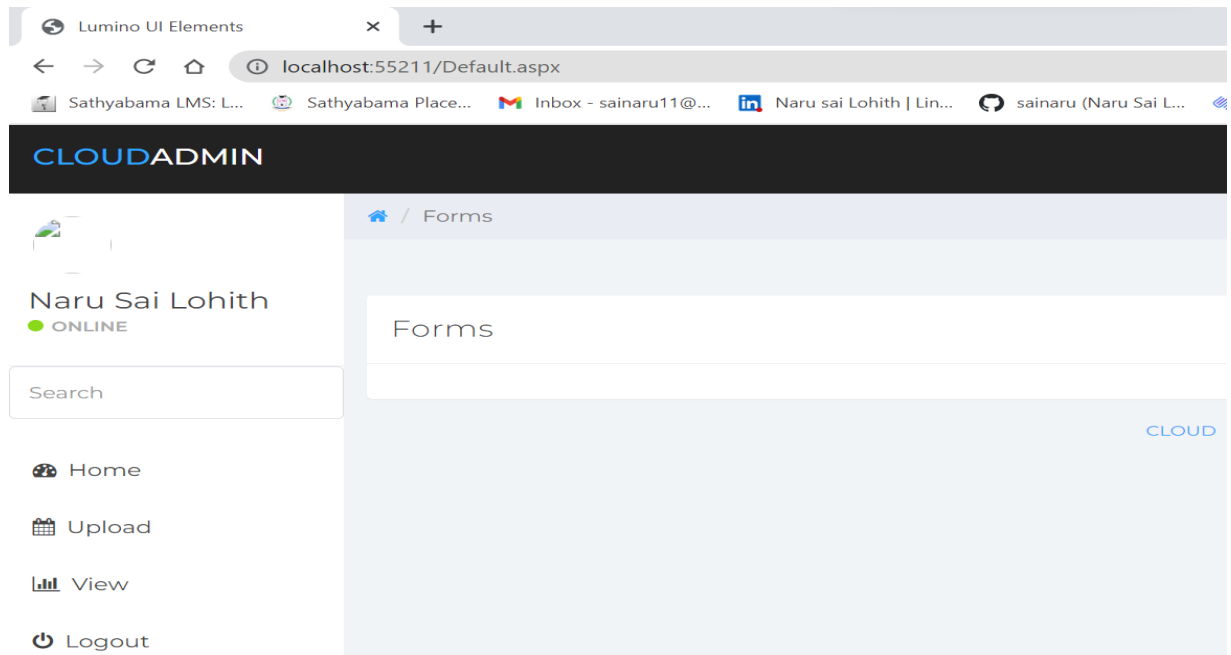 Lumino UI Elements
localhost:55211/Default.aspx
Sathyabama LMS: L... Sathyabama Place... Inbox - sainaru11@... Naru sai Lohith | Lin... sainaru (Naru Sai L...
CLOUDADMIN
/ Forms
Naru Sai Lohith
ONLINE
Forms
Search
CLOUD
Home
Upload
View
Logout